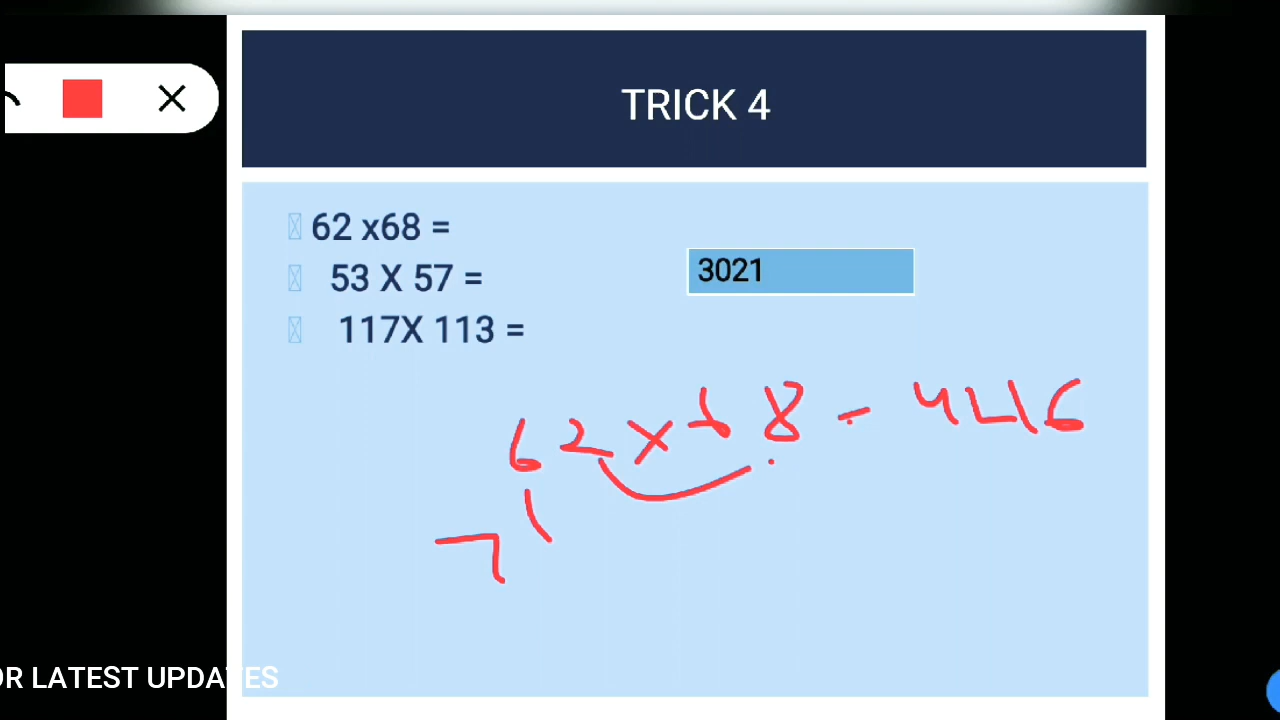 TRICK 4
62 x68 =
53 X 57 =
3021
117X 113 =
62 x 68 - 4216
7
OR LATEST UPDATES